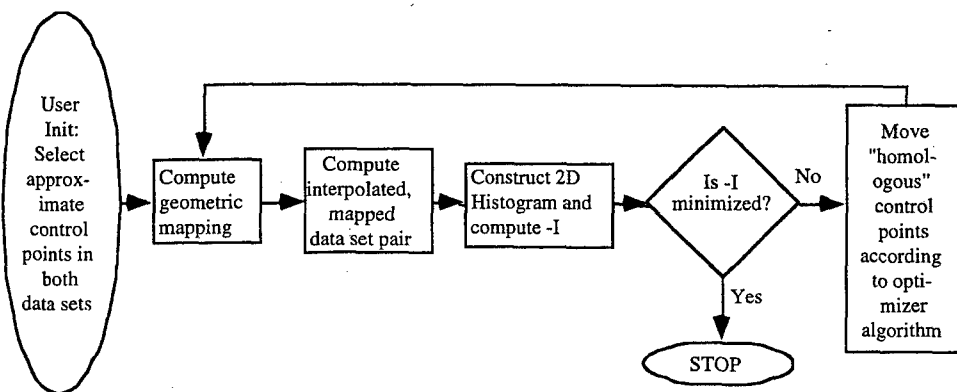 User
Init:
Select
approx-
imate
control
points in
both
data sets
Compute
geometric
mapping
Compute
interpolated,
mapped
data set pair
Construct 2D
Histogram and
compute -I
Is -I
minimized?
No
Yes
STOP
Move
"homol-
ogous"
control
points
according
to opti-
mizer
algorithm